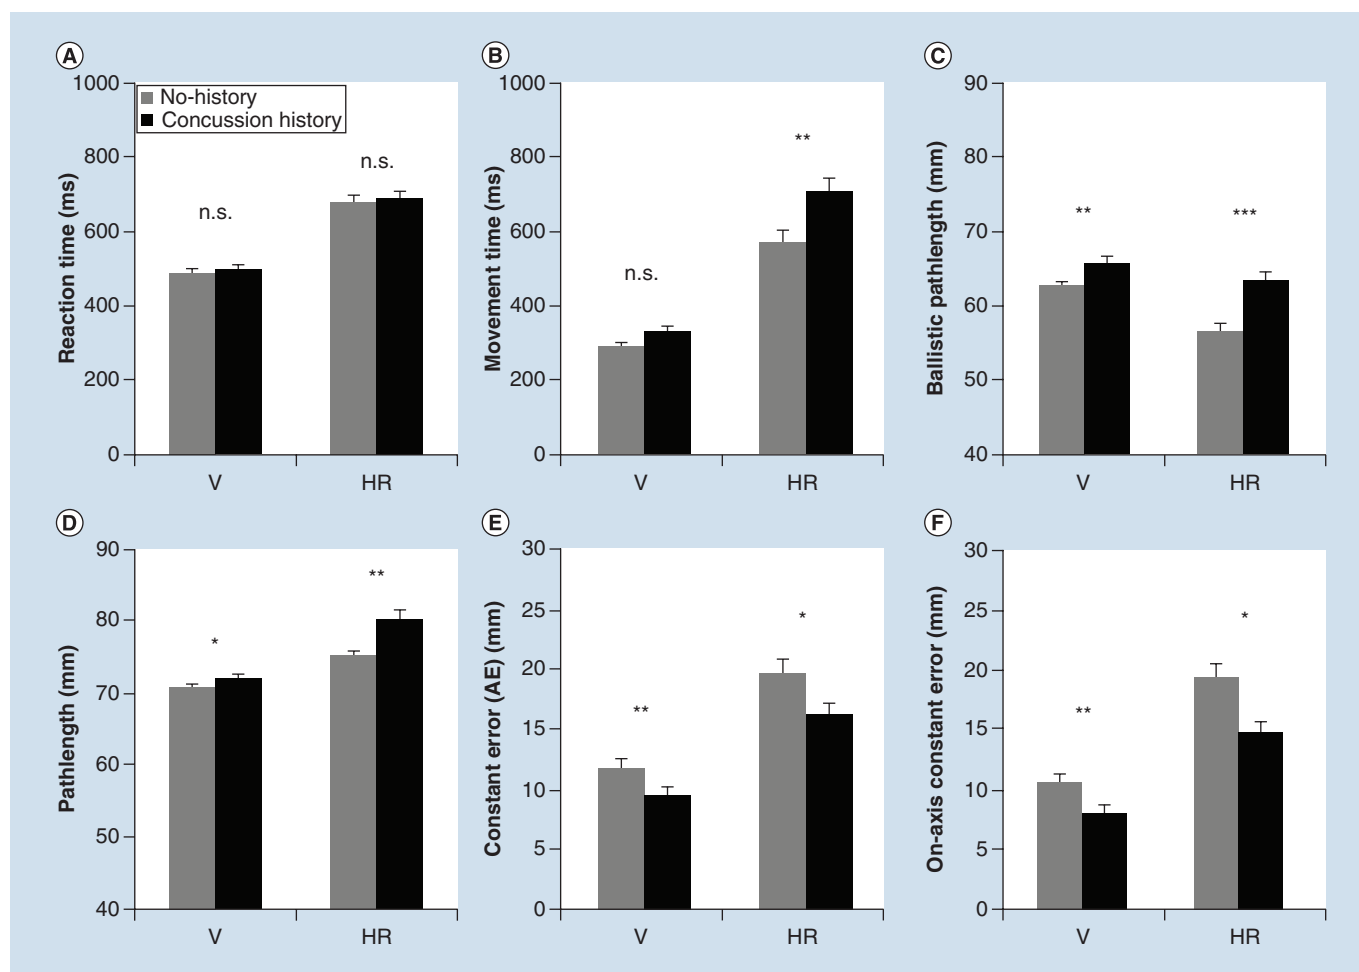 A
1000
800
600
400
200
0
Reaction time (ms)
No-history
Concussion history
n.s.
n.s.
V
HR
B
1000
800
600
400
200
0
Movement time (ms)
n.s.
**
V
HR
C
90
80
70
60
50
40
Ballistic pathlength (mm)
**
***
V
HR
D
90
80
70
60
50
40
Pathlength (mm)
*
**
V
HR
E
30
25
20
15
10
5
0
Constant error (AE) (mm)
**
*
V
HR
F
30
25
20
15
10
5
0
On-axis constant error (mm)
**
*
V
HR